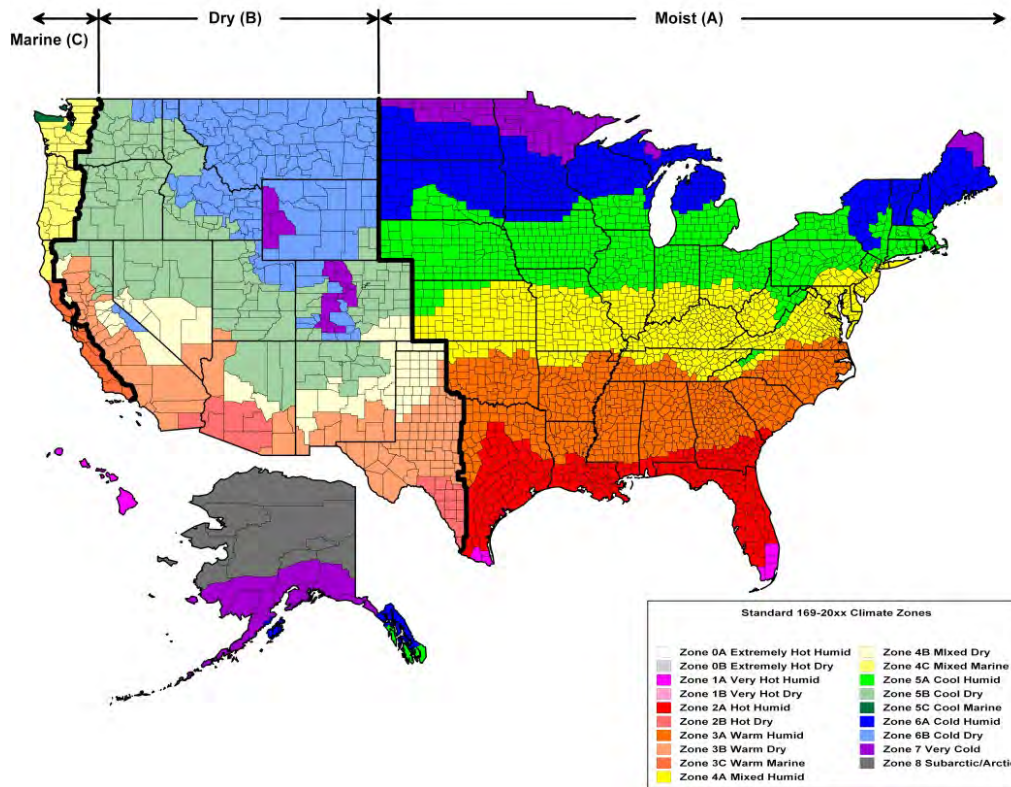 Marine (C)
Dry (B)
Moist (A)
Standard 169-20xx Climate Zones
Zone 0A Extremely Hot Humid
Zone 0B Extremely Hot Dry
Zone 1A Very Hot Humid
Zone 1B Very Hot Dry
Zone 2A Hot Humid
Zone 2B Hot Dry
Zone 3A Warm Humid
Zone 3B Warm Dry
Zone 3C Warm Marine
Zone 4A Mixed Humid
Zone 4B Mixed Dry
Zone 4C Mixed Marine
Zone 5A Cool Humid
Zone 5B Cool Dry
Zone 5C Cool Marine
Zone 6A Cold Humid
Zone 6B Cold Dry
Zone 7 Very Cold
Zone 8 Subarctic/Arctic